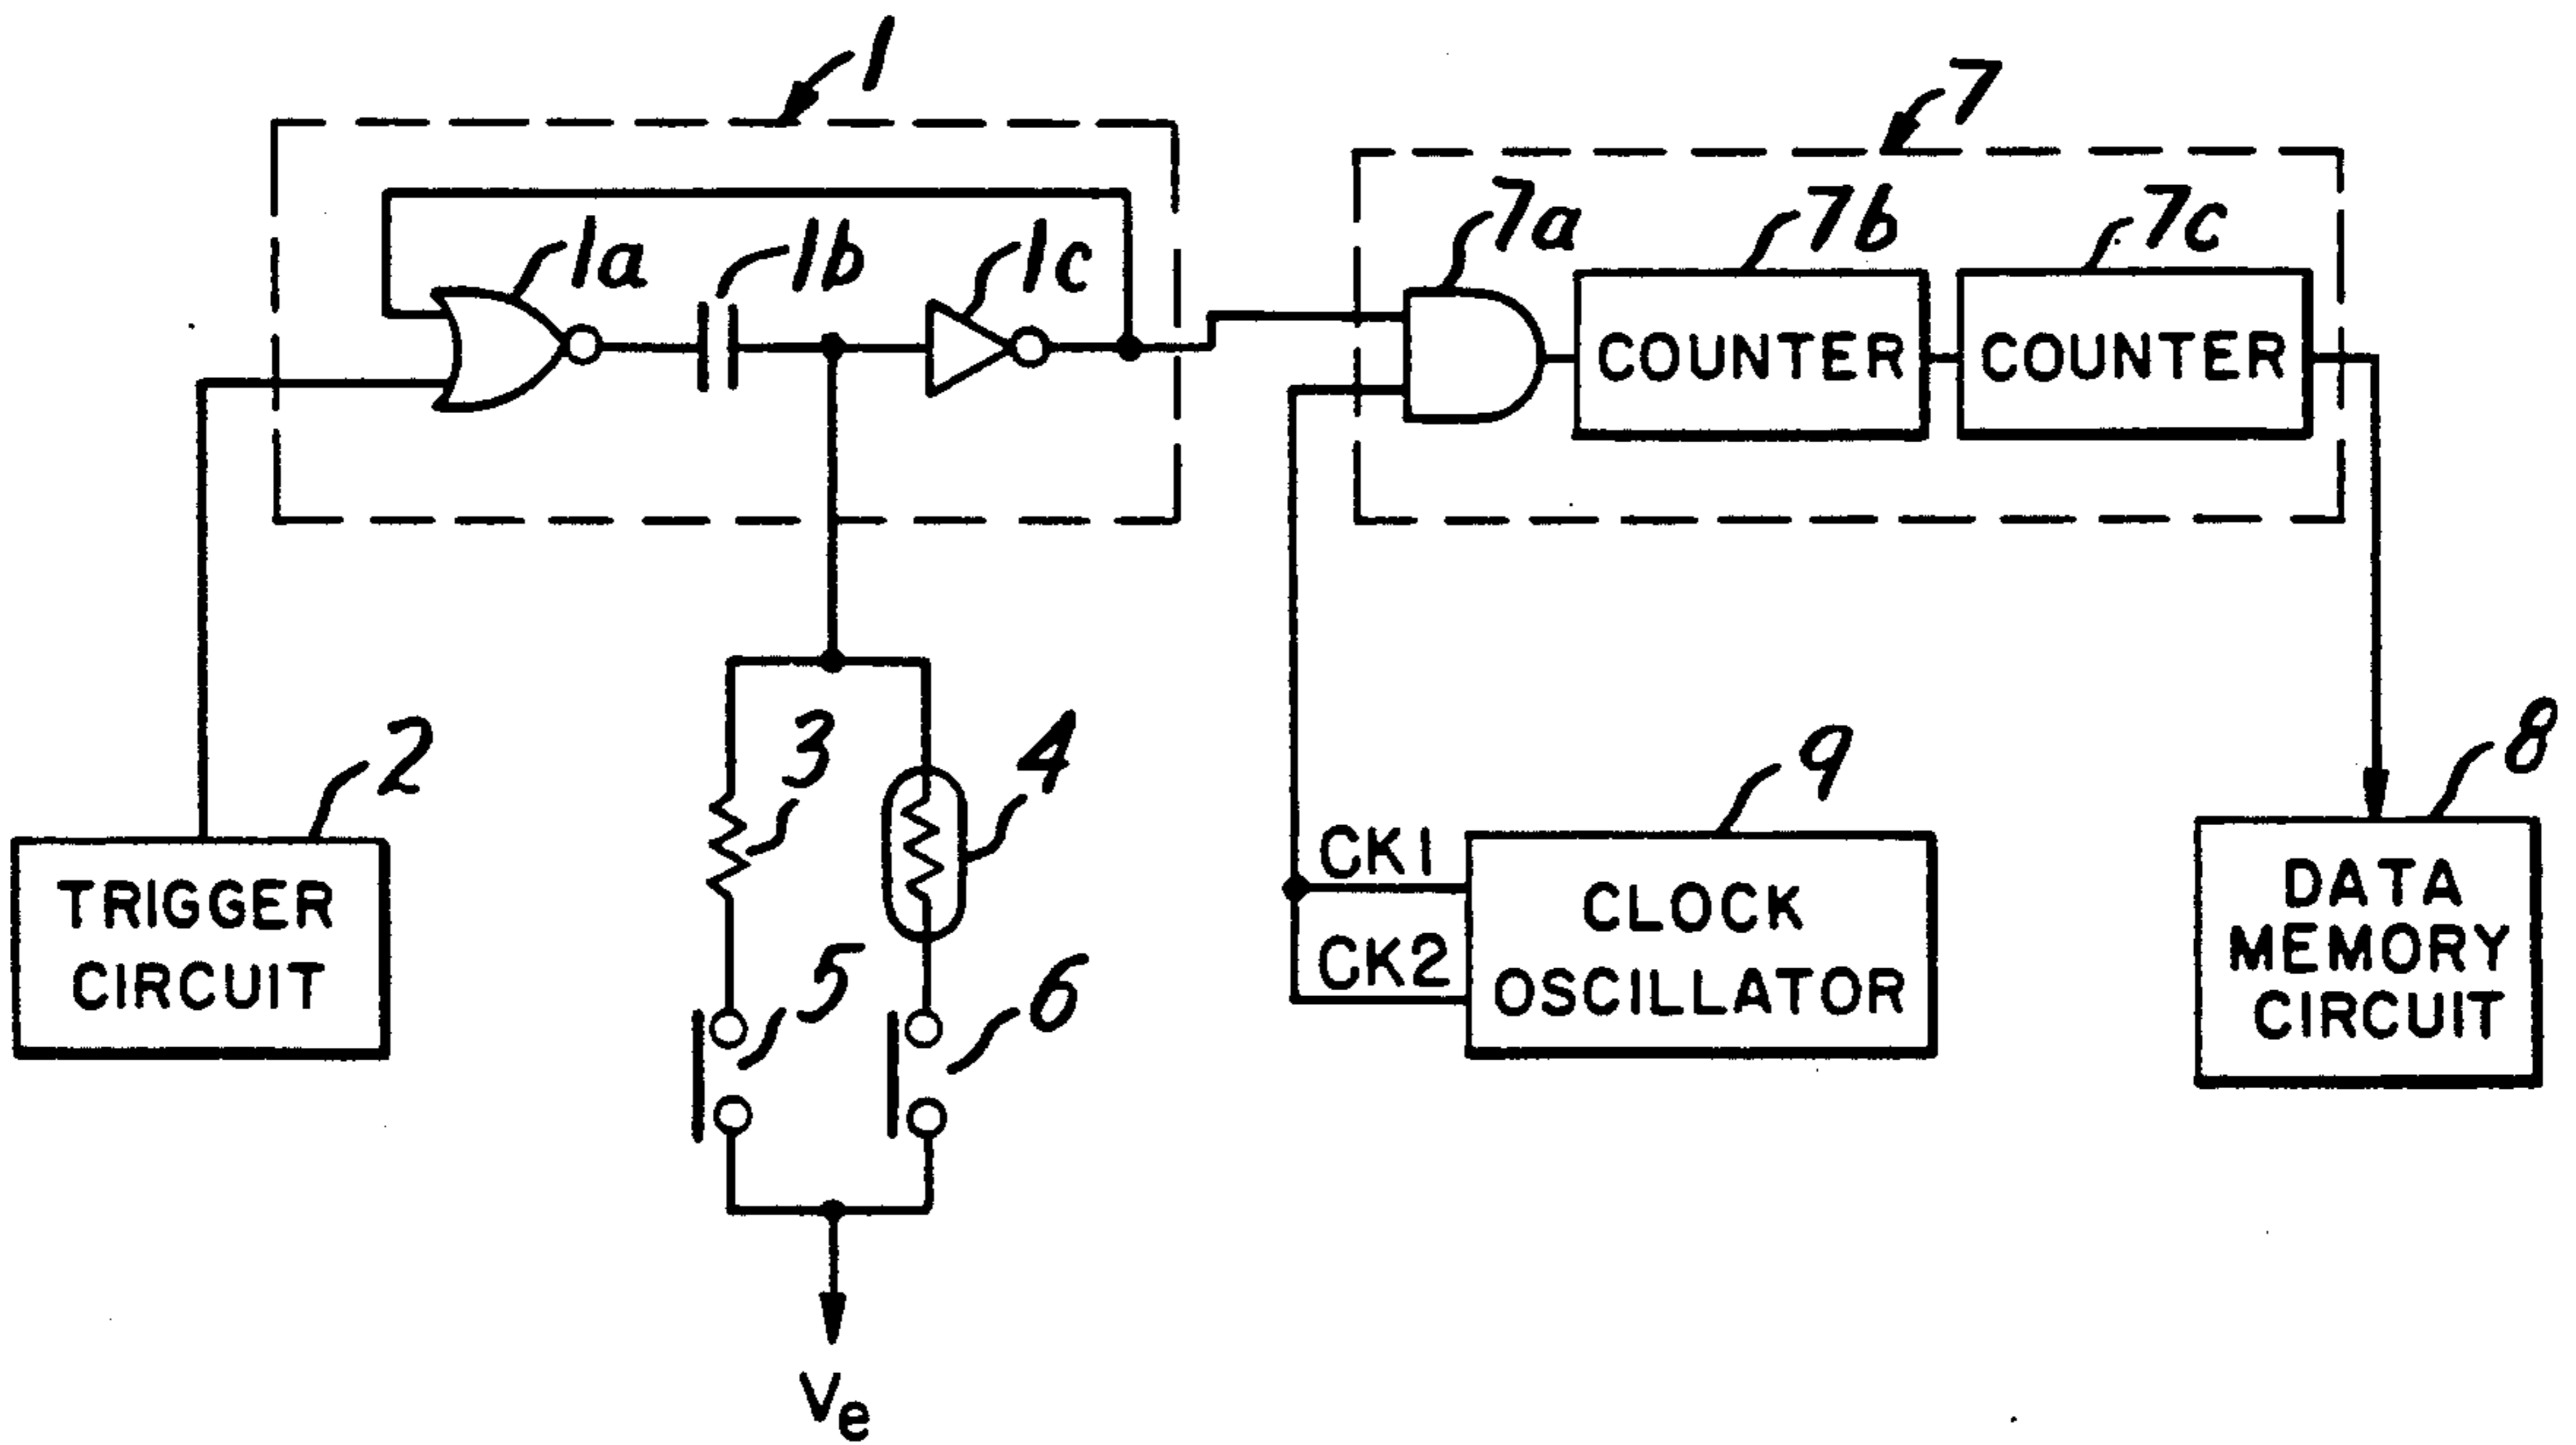 1
7
1a
1b
1c
7a
7b
7c
COUNTER
COUNTER
2
3
4
9
8
TRIGGER
CIRCUIT
5
6
CK1
CK2
CLOCK
OSCILLATOR
DATA
MEMORY
CIRCUIT
Ve